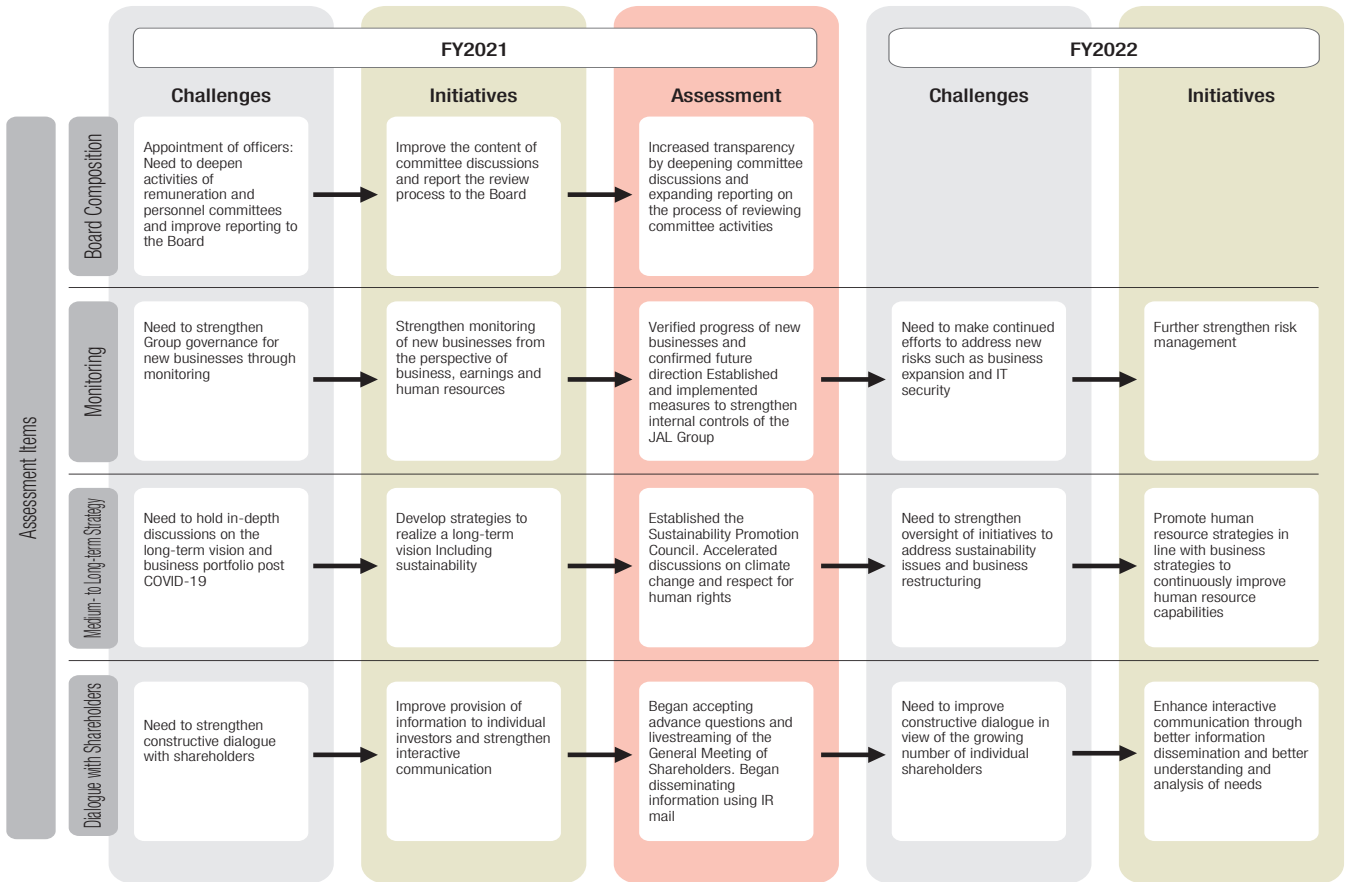 FY2021
FY2022
Challenges
Initiatives
Assessment
Challenges
Initiatives
Assessment Items
Board Composition
Appointment of officers:
Need to deepen
activities of
remuneration and
personnel committees
and improve reporting to
the Board
Improve the content of
committee discussions
and report the review
process to the Board
Increased transparency
by deepening committee
discussions and
expanding reporting on
the process of reviewing
committee activities
Monitoring
Need to strengthen
Group governance for
new businesses through
monitoring
Strengthen monitoring
of new businesses from
the perspective of
business, earnings and
human resources
Verified progress of new
businesses and
confirmed future
direction Established
and implemented
measures to strengthen
internal controls of the
JAL Group
Need to make continued
efforts to address new
risks such as business
expansion and IT
security
Further strengthen risk
management
Medium- to Long-term Strategy
Need to hold in-depth
discussions on the
long-term vision and
business portfolio post
COVID-19
Develop strategies to
realize a long-term
vision Including
sustainability
Established the
Sustainability Promotion
Council. Accelerated
discussions on climate
change and respect for
human rights
Need to strengthen
oversight of initiatives to
address sustainability
issues and business
restructuring
Promote human
resource strategies in
line with business
strategies to
continuously improve
human resource
capabilities
Dialogue with Shareholders
Need to strengthen
constructive dialogue
with shareholders
Improve provision of
information to individual
investors and strengthen
interactive
communication
Began accepting
advance questions and
livestreaming of the
General Meeting of
Shareholders. Began
disseminating
information using IR
mail
Need to improve
constructive dialogue in
view of the growing
number of individual
shareholders
Enhance interactive
communication through
better information
dissemination and better
understanding and
analysis of needs